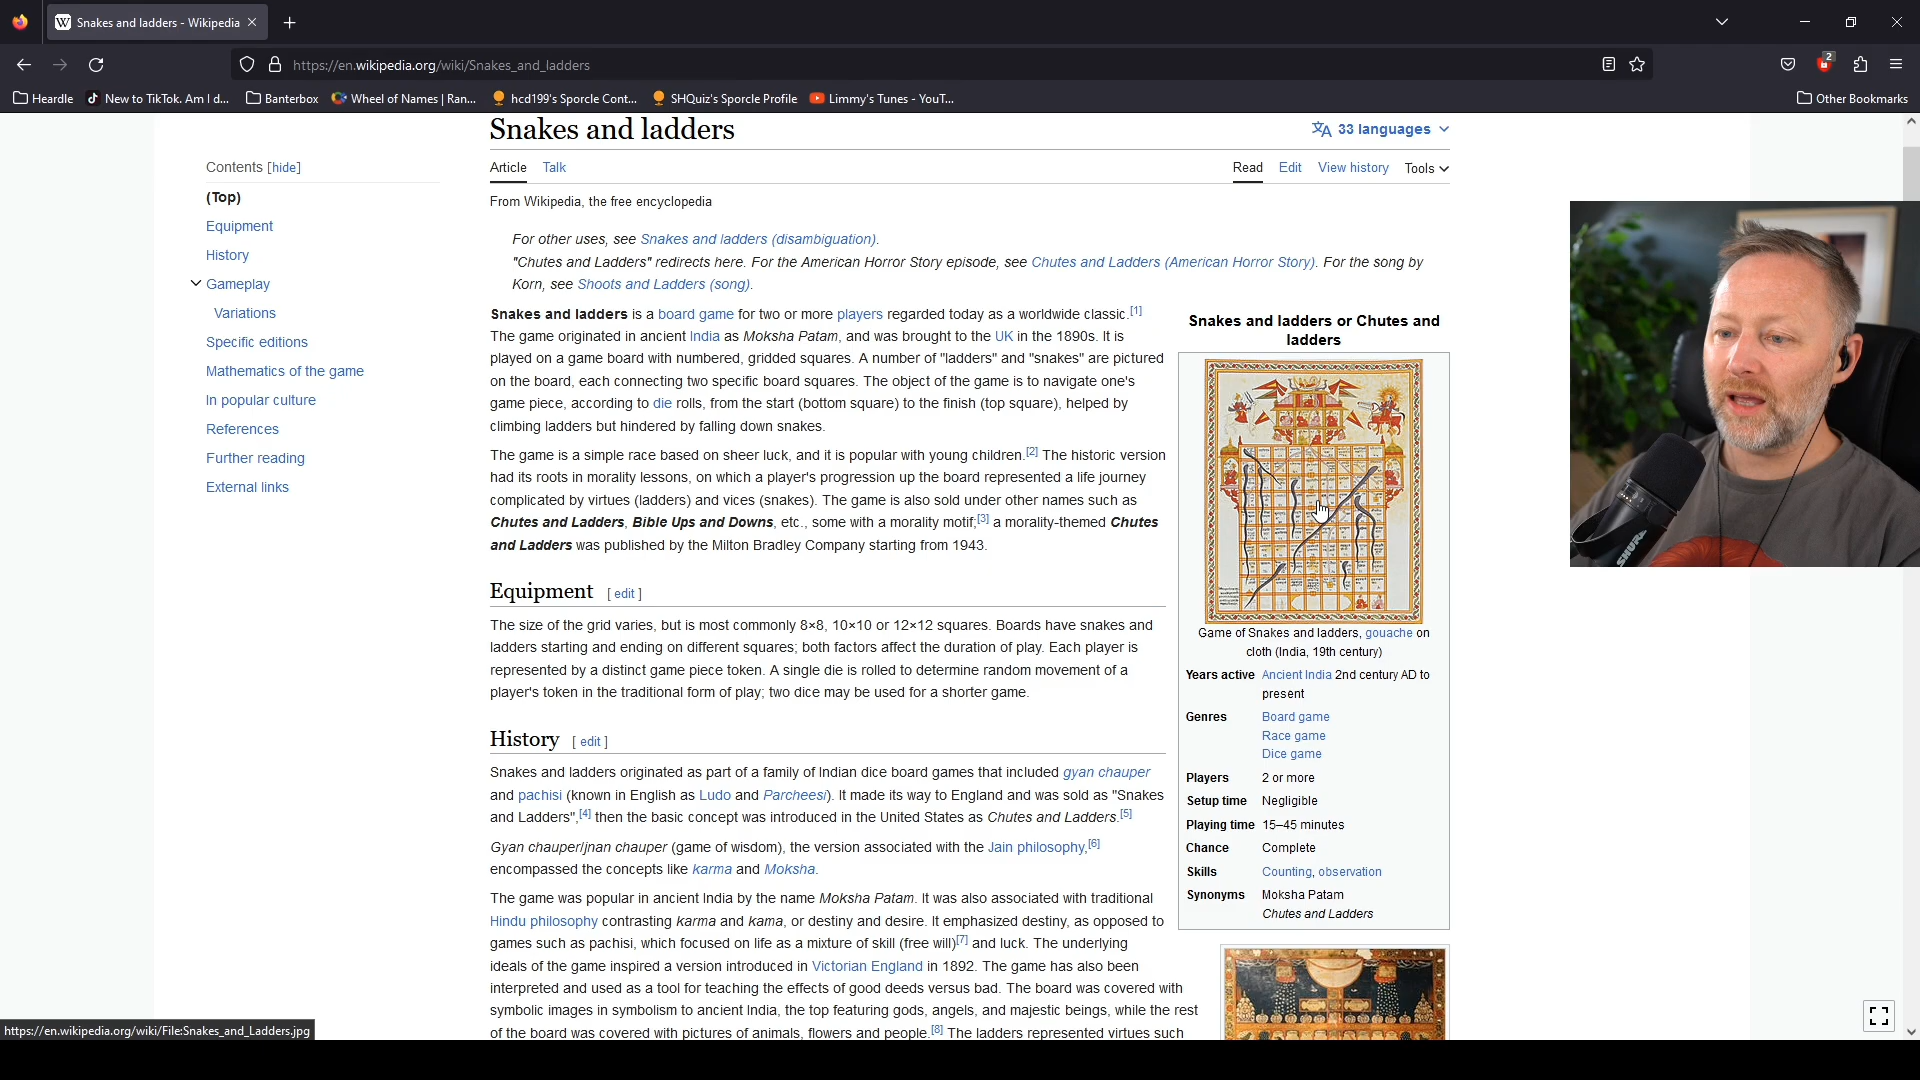 Snakes and ladders - Wikipedia
https://en.wikipedia.org/wiki/Snakes_and_ladders
2
Heardle
New to TikTok. Am I d...
Banterbox
Wheel of Names | Ran...
hcd199's Sporcle Cont...
SHQuiz's Sporcle Profile
Limmy's Tunes - YouT...
Other Bookmarks
Snakes and ladders
33 languages
Contents [hide]
(Top)
Equipment
History
Gameplay
Variations
Specific editions
Mathematics of the game
In popular culture
References
Further reading
External links
Article Talk
Read Edit View history Tools
From Wikipedia, the free encyclopedia
For other uses, see Snakes and ladders (disambiguation).
"Chutes and Ladders" redirects here. For the American Horror Story episode, see Chutes and Ladders (American Horror Story). For the song by
Korn, see Shoots and Ladders (song).
Snakes and ladders is a board game for two or more players regarded today as a worldwide classic.[1]
The game originated in ancient India as Moksha Patam, and was brought to the UK in the 1890s. It is
played on a game board with numbered, gridded squares. A number of "ladders" and "snakes" are pictured
on the board, each connecting two specific board squares. The object of the game is to navigate one's
game piece, according to die rolls, from the start (bottom square) to the finish (top square), helped by
climbing ladders but hindered by falling down snakes.
The game is a simple race based on sheer luck, and it is popular with young children.[2] The historic version
had its roots in morality lessons, on which a player's progression up the board represented a life journey
complicated by virtues (ladders) and vices (snakes). The game is also sold under other names such as
Chutes and Ladders, Bible Ups and Downs, etc., some with a morality motif;[3] a morality-themed Chutes
and Ladders was published by the Milton Bradley Company starting from 1943.
Equipment [ edit ]
The size of the grid varies, but is most commonly 8×8, 10×10 or 12×12 squares. Boards have snakes and
ladders starting and ending on different squares; both factors affect the duration of play. Each player is
represented by a distinct game piece token. A single die is rolled to determine random movement of a
player's token in the traditional form of play; two dice may be used for a shorter game.
History [ edit ]
Snakes and ladders originated as part of a family of Indian dice board games that included gyan chauper
and pachisi (known in English as Ludo and Parcheesi). It made its way to England and was sold as "Snakes
and Ladders",[4] then the basic concept was introduced in the United States as Chutes and Ladders.[5]
Gyan chauper/jnan chauper (game of wisdom), the version associated with the Jain philosophy,[6]
encompassed the concepts like karma and Moksha.
The game was popular in ancient India by the name Moksha Patam. It was also associated with traditional
Hindu philosophy contrasting karma and kama, or destiny and desire. It emphasized destiny, as opposed to
games such as pachisi, which focused on life as a mixture of skill (free will)[7] and luck. The underlying
ideals of the game inspired a version introduced in Victorian England in 1892. The game has also been
interpreted and used as a tool for teaching the effects of good deeds versus bad. The board was covered with
symbolic images in symbolism to ancient India, the top featuring gods, angels, and majestic beings, while the rest
of the board was covered with pictures of animals, flowers and people.[8] The ladders represented virtues such
Snakes and ladders or Chutes and
ladders
Game of Snakes and ladders, gouache on
cloth (India, 19th century)
Years active Ancient India 2nd century AD to
present
Genres Board game
Race game
Dice game
Players 2 or more
Setup time Negligible
Playing time 15–45 minutes
Chance Complete
Skills Counting, observation
Synonyms Moksha Patam
Chutes and Ladders
SHURE
https://en.wikipedia.org/wiki/File:Snakes_and_Ladders.jpg